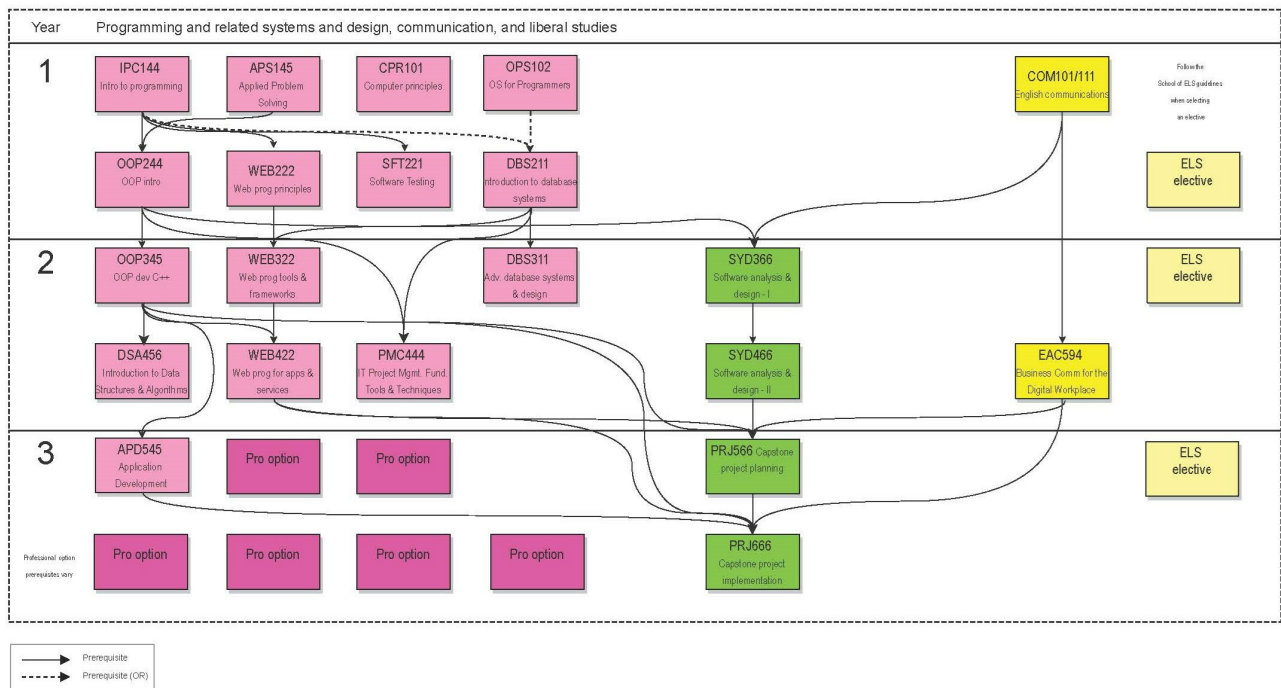 Year Programming and related systems and design, communication, and liberal studies
1
IPC144
Intro to programming
APS145
Applied Problem
Solving
CPR101
Computer principles
OPS102
OS for Programmers
COM101/111
English communications
Follow the
School of ELS guidelines
when selecting
an elective
OOP244
OOP intro
WEB222
Web prog principles
SFT221
Software Testing
DBS211
Introduction to database
systems
ELS
elective
2
OOP345
OOP dev C++
WEB322
Web prog tools &
frameworks
DBS311
Adv. database systems
& design
SYD366
Software analysis &
design - I
ELS
elective
DSA456
Introduction to Data
Structures & Algorithms
WEB422
Web prog for apps &
services
PMC444
IT Project Mgmt. Fund.
Tools & Techniques
SYD466
Software analysis &
design - II
EAC594
Business Comm for the
Digital Workplace
3
APD545
Application
Development
Pro option
Pro option
PRJ566 Capstone
project planning
ELS
elective
Professional option
prerequisites vary
Pro option
Pro option
Pro option
Pro option
PRJ666
Capstone project
implementation
Prerequisite
Prerequisite (OR)